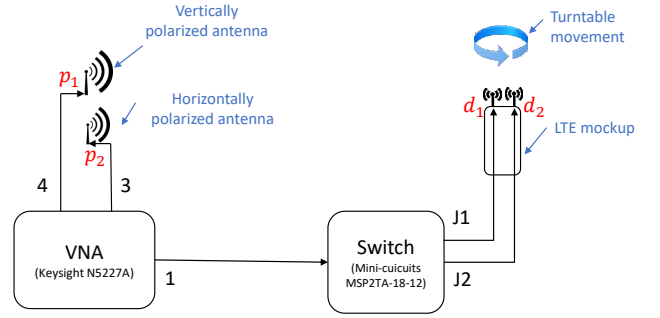 Vertically
polarized antenna
Turntable
movement
p₁
Horizontally
polarized antenna
d₁
d₂
p₂
LTE mockup
4
3
J1
VNA
(Keysight N5227A)
1
Switch
(Mini-cuicuits
MSP2TA-18-12)
J2